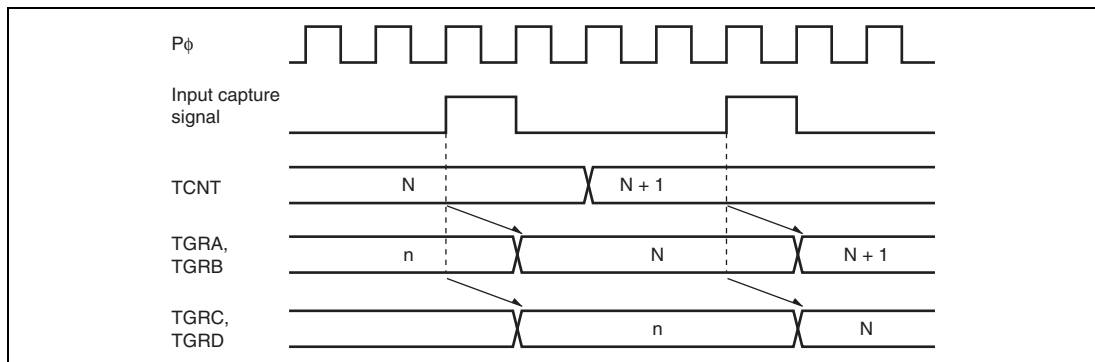 Pϕ
Input capture
signal
TCNT
N
N + 1
TGRA,
TGRB
n
N
N + 1
TGRC,
TGRD
n
N